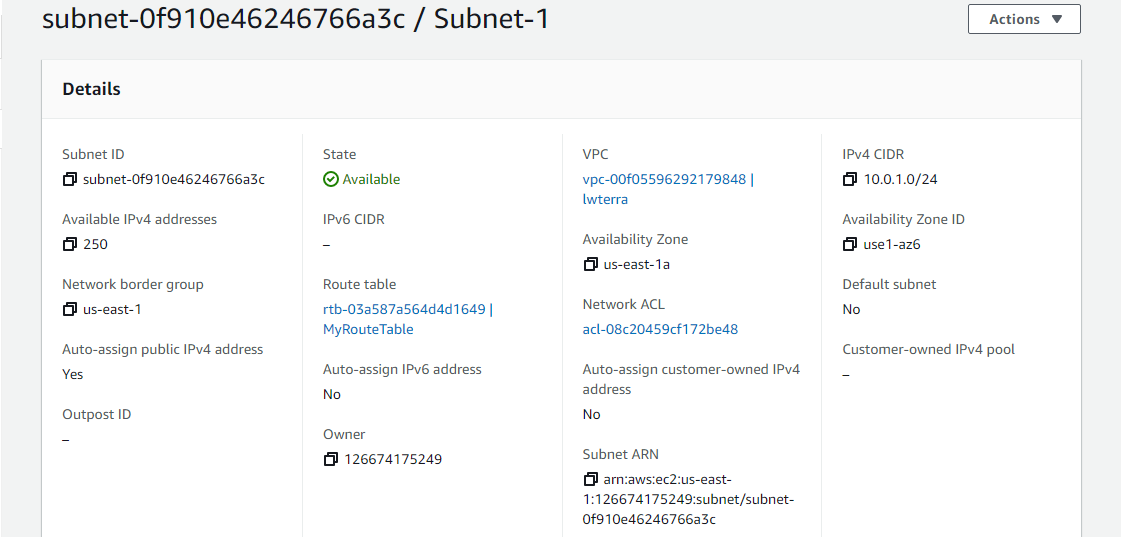 subnet-0f910e46246766a3c / Subnet-1
Actions
Details
Subnet ID
subnet-0f910e46246766a3c
Available IPv4 addresses
250
Network border group
us-east-1
Auto-assign public IPv4 address
Yes
Outpost ID
–
State
Available
IPv6 CIDR
–
Route table
rtb-03a587a564d4d1649 |
MyRouteTable
Auto-assign IPv6 address
No
Owner
126674175249
VPC
vpc-00f05596292179848 |
lwterra
Availability Zone
us-east-1a
Network ACL
acl-08c20459cf172be48
Auto-assign customer-owned IPv4
address
No
Subnet ARN
arn:aws:ec2:us-east-
1:126674175249:subnet/subnet-
0f910e46246766a3c
IPv4 CIDR
10.0.1.0/24
Availability Zone ID
use1-az6
Default subnet
No
Customer-owned IPv4 pool
–